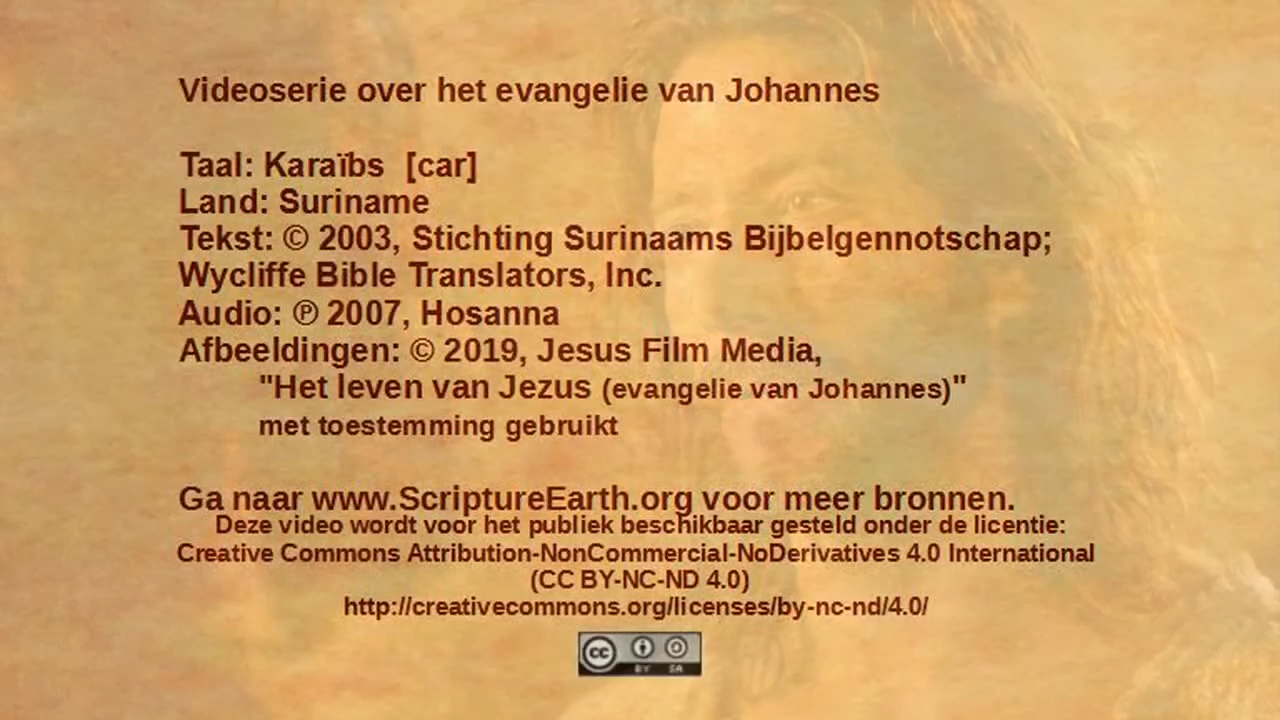 Videoserie over het evangelie van Johannes
Taal: Karaïbs [car]
Land: Suriname
Tekst: © 2003, Stichting Surinaams Bijbelgennotschap;
Wycliffe Bible Translators, Inc.
Audio: ℗ 2007, Hosanna
Afbeeldingen: © 2019, Jesus Film Media,
"Het leven van Jezus (evangelie van Johannes)"
met toestemming gebruikt
Ga naar www.ScriptureEarth.org voor meer bronnen.
Deze video wordt voor het publiek beschikbaar gesteld onder de licentie:
Creative Commons Attribution-NonCommercial-NoDerivatives 4.0 International
(CC BY-NC-ND 4.0)
http://creativecommons.org/licenses/by-nc-nd/4.0/
cc BY SA